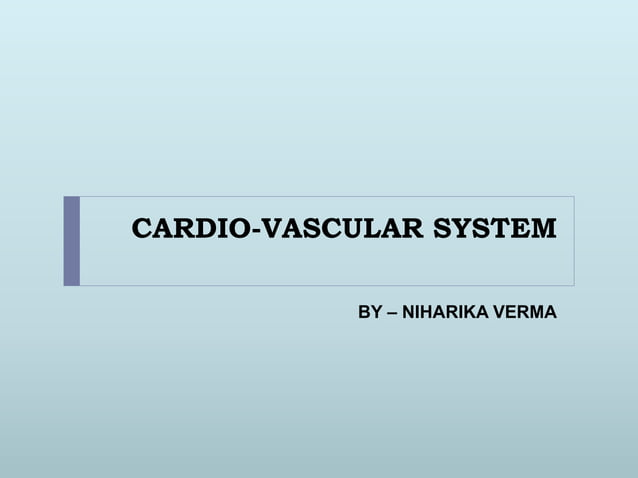 CARDIO-VASCULAR SYSTEM
BY – NIHARIKA VERMA